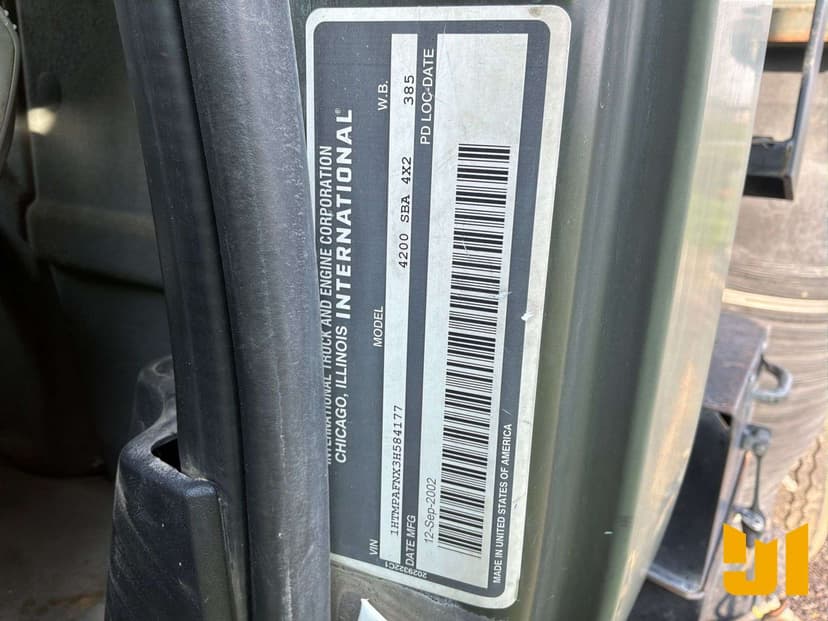 INTERNATIONAL TRUCK AND ENGINE CORPORATION
CHICAGO, ILLINOIS INTERNATIONAL®
VIN MODEL W.B.
1HTMPAFNX3H584177 4200 SBA 4X2 385
DATE MFG PD LOC-DATE
12-Sep-2002
MADE IN UNITED STATES OF AMERICA
2029322C1